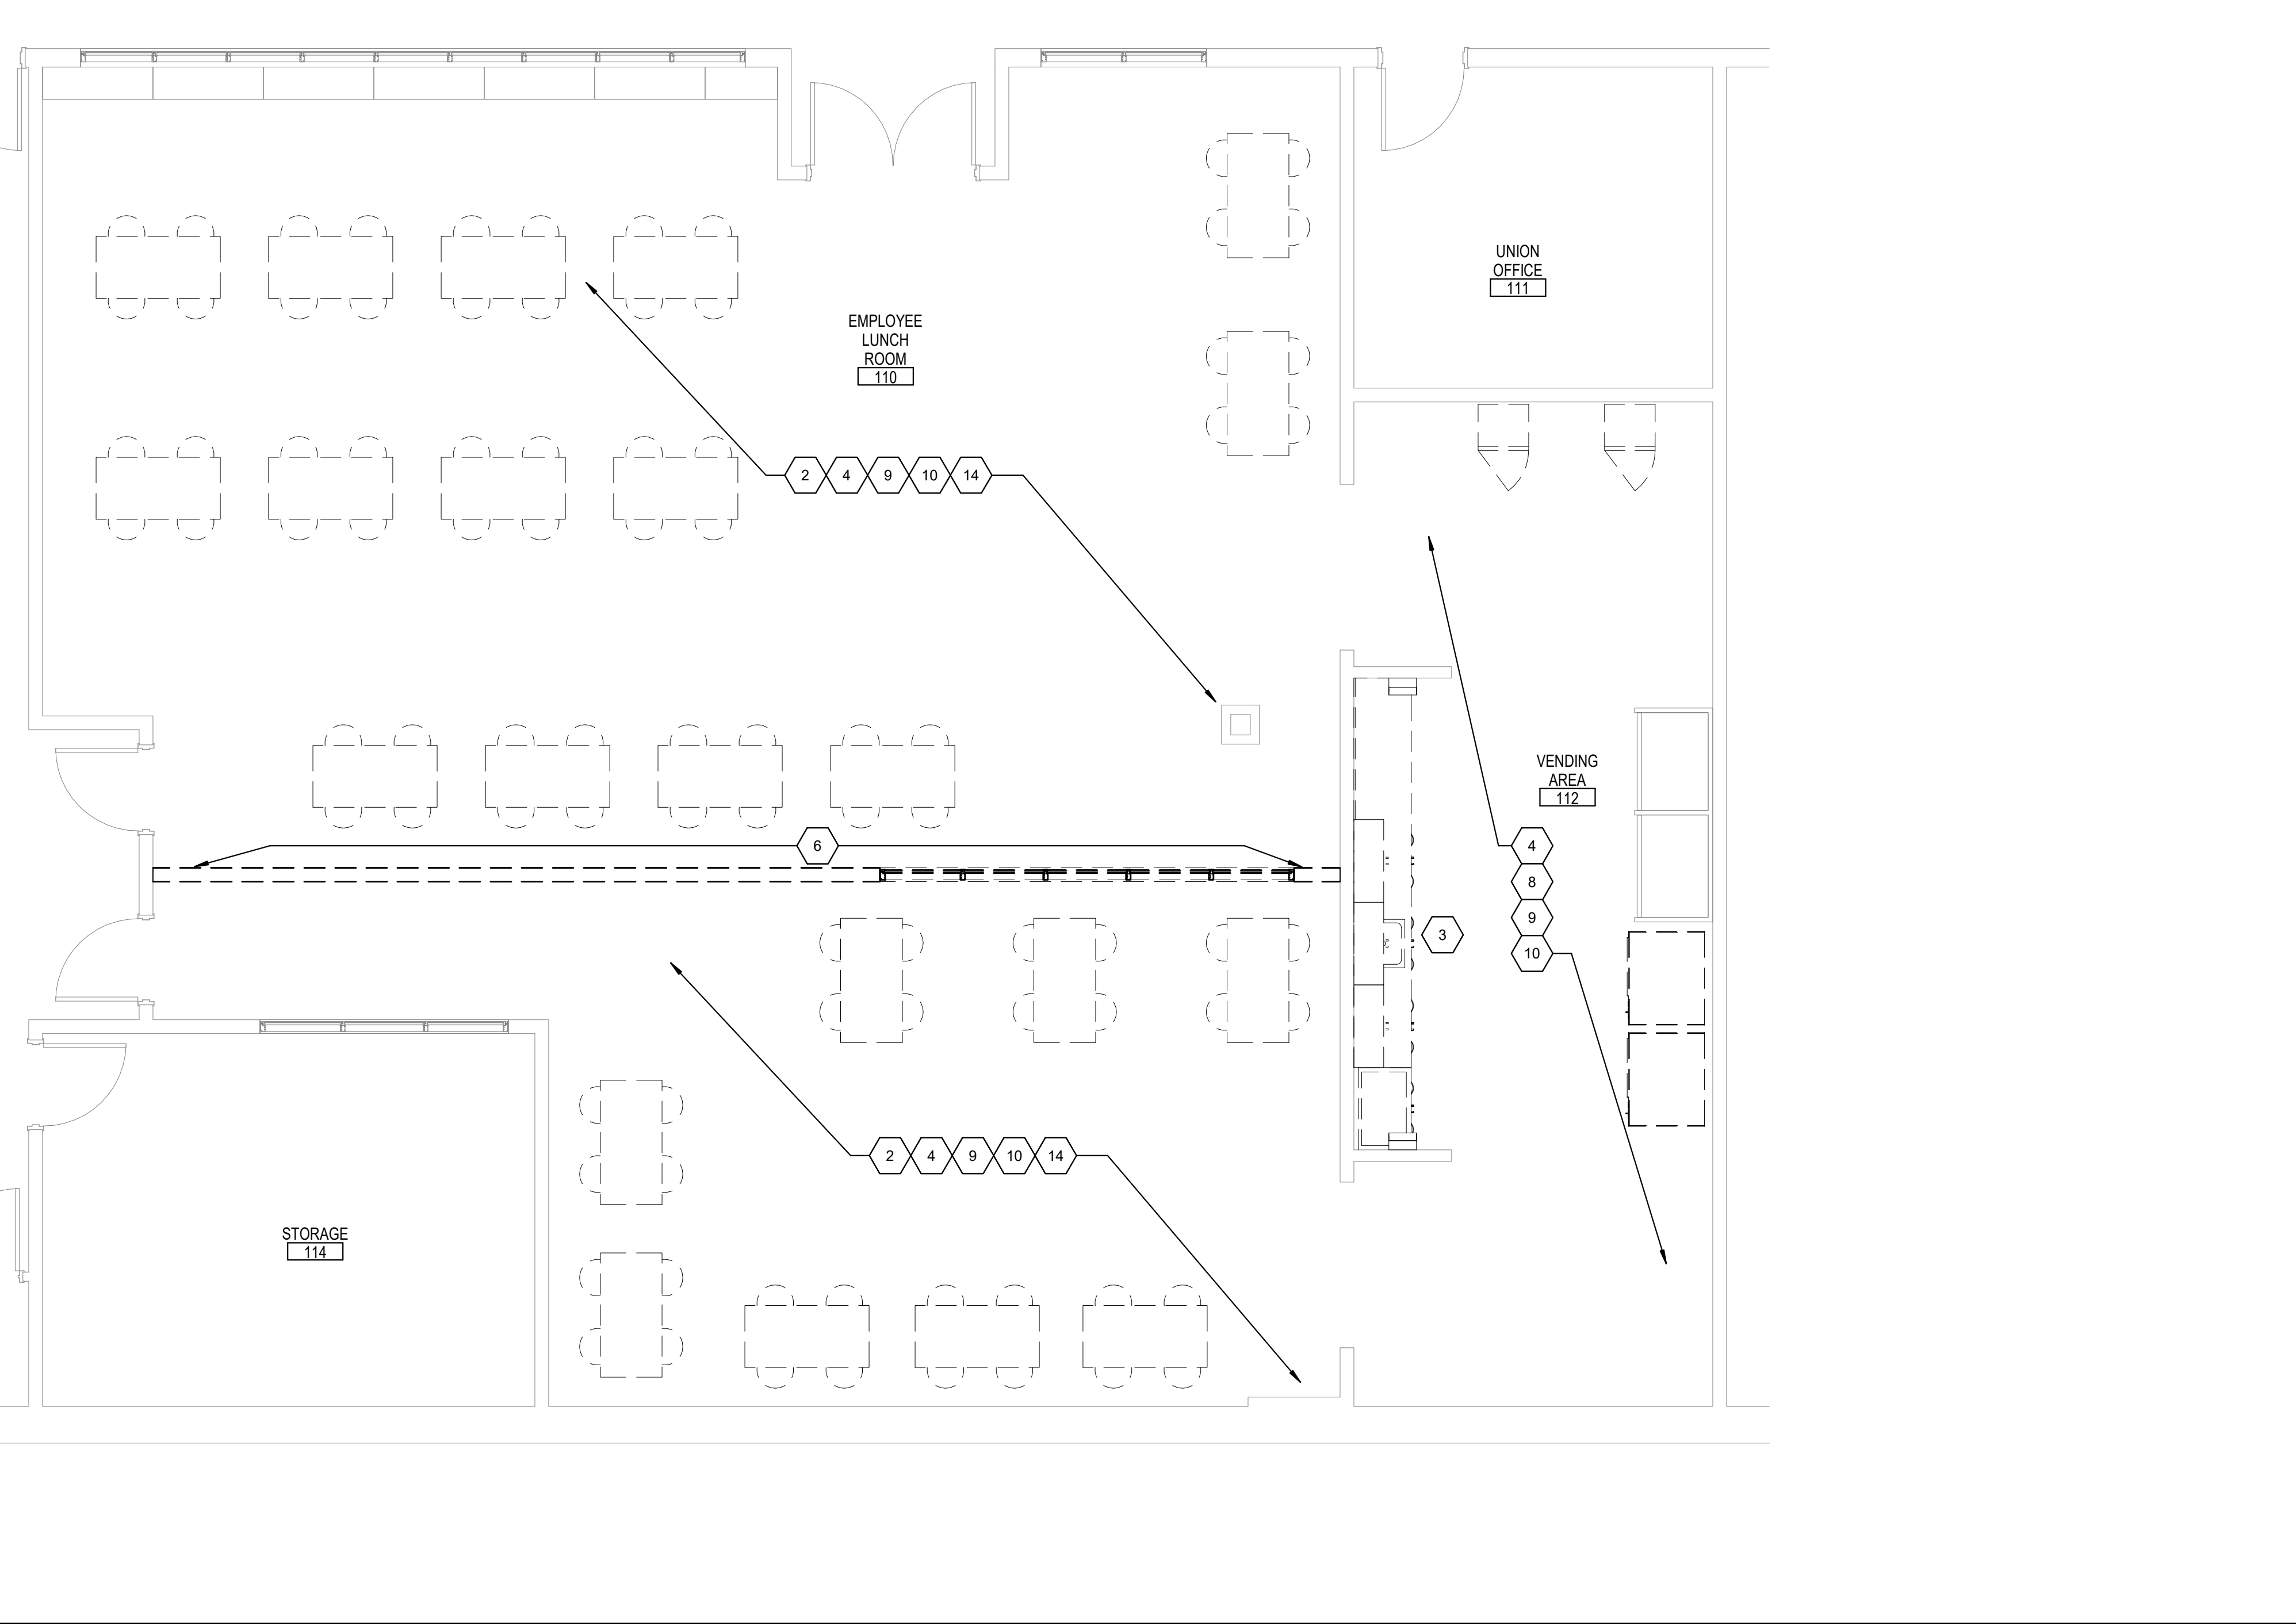 UNION
OFFICE
111
EMPLOYEE
LUNCH
ROOM
110
2 4 9 10 14
VENDING
AREA
112
6
4
8
9
10
3
2 4 9 10 14
STORAGE
114